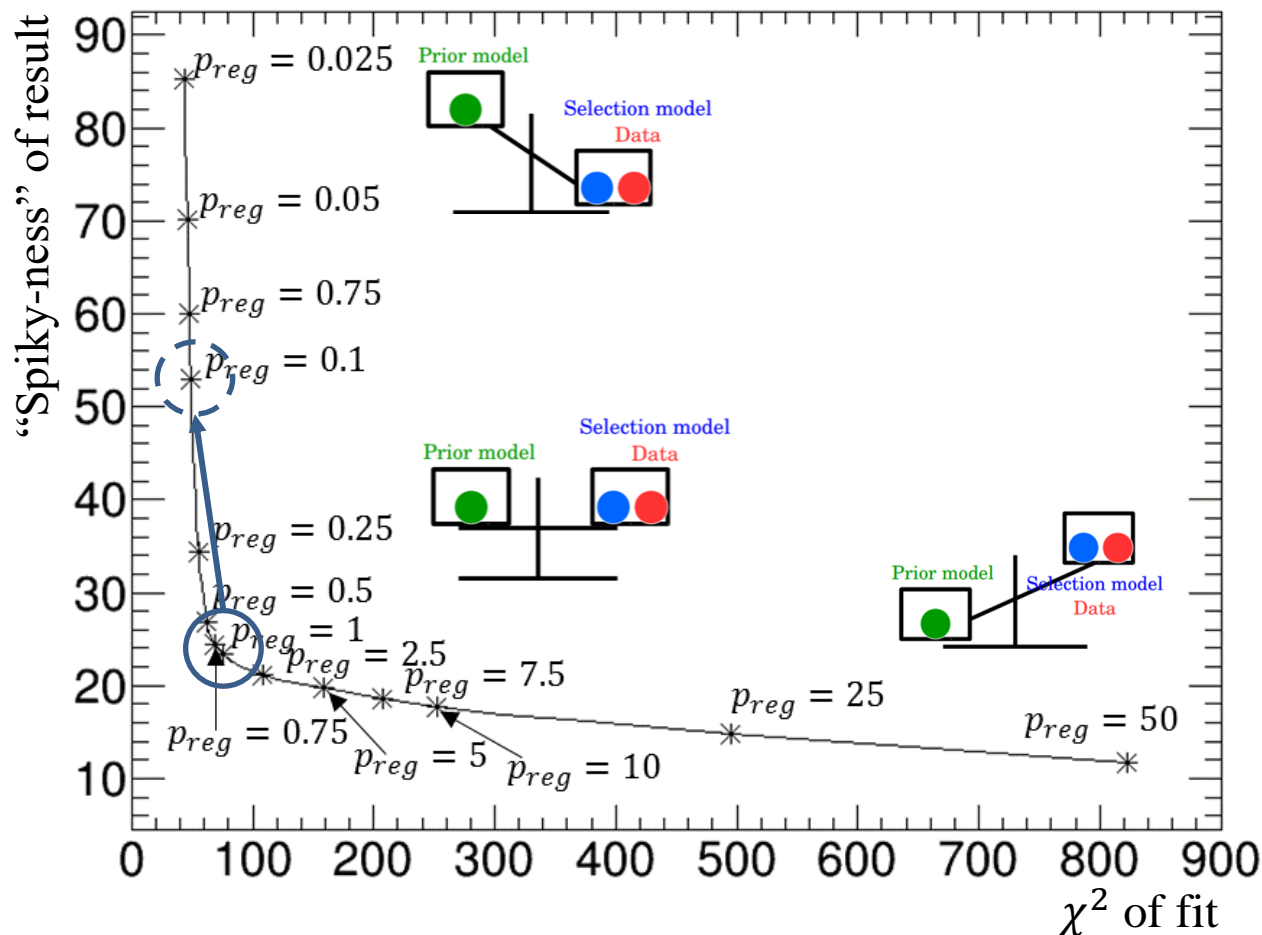 “Spiky-ness” of result
90
80
70
60
50
40
30
20
10
p_reg = 0.025
p_reg = 0.05
p_reg = 0.75
p_reg = 0.1
p_reg = 0.25
p_reg = 0.5
p_reg = 1
p_reg = 2.5
p_reg = 7.5
p_reg = 25
p_reg = 50
p_reg = 0.75
p_reg = 5
p_reg = 10
Prior model
Selection model
Data
Prior model
Selection model
Data
Prior model
Selection model
Data
0 100 200 300 400 500 600 700 800 900
χ² of fit